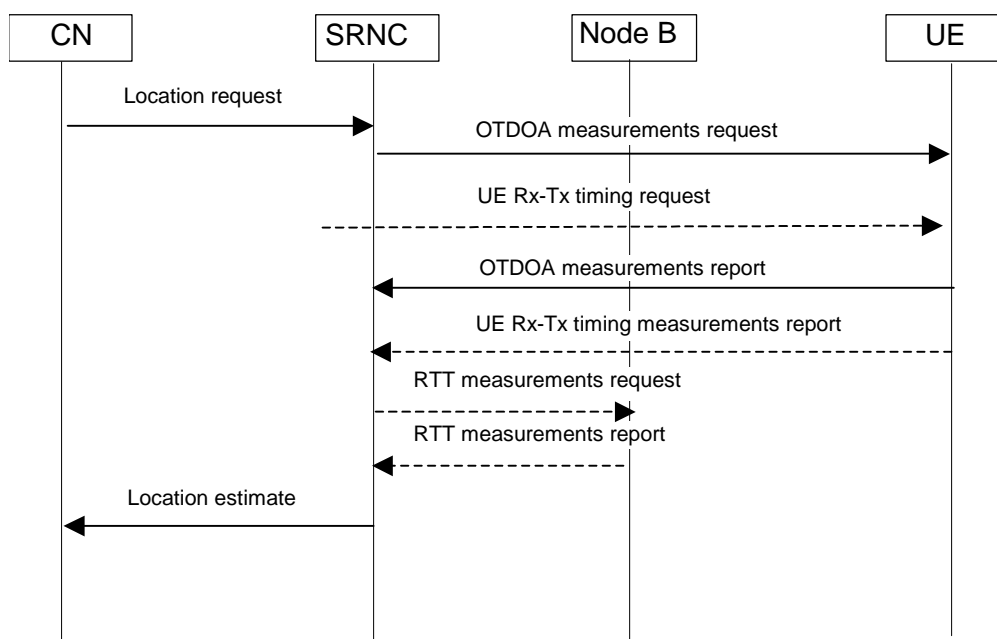 CN
SRNC
Node B
UE
Location request
OTDOA measurements request
UE Rx-Tx timing request
OTDOA measurements report
UE Rx-Tx timing measurements report
RTT measurements request
RTT measurements report
Location estimate